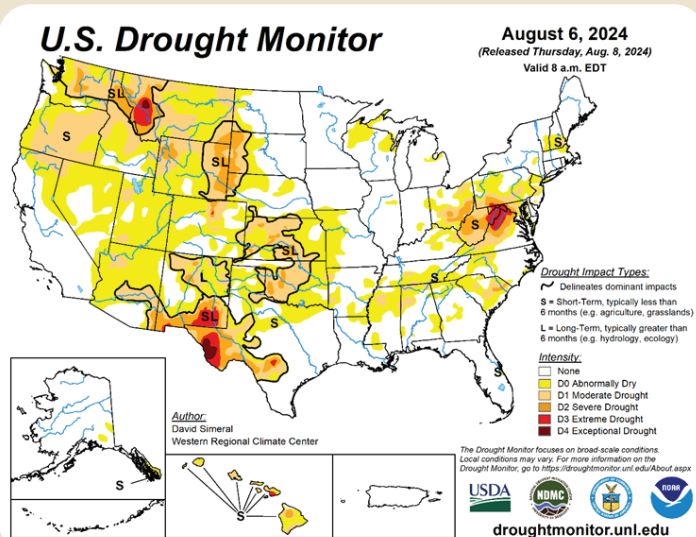 U.S. Drought Monitor
August 6, 2024
(Released Thursday, Aug. 8, 2024)
Valid 8 a.m. EDT
SL
S
SL
S
S
SL
L
S
SL
S
S
S
Drought Impact Types:
Delineates dominant impacts
S = Short-Term, typically less than
6 months (e.g. agriculture, grasslands)
L = Long-Term, typically greater than
6 months (e.g. hydrology, ecology)
Intensity:
None
D0 Abnormally Dry
D1 Moderate Drought
D2 Severe Drought
D3 Extreme Drought
D4 Exceptional Drought
Author:
David Simeral
Western Regional Climate Center
S
S
The Drought Monitor focuses on broad-scale conditions.
Local conditions may vary. For more information on the
Drought Monitor, go to https://droughtmonitor.unl.edu/About.aspx
USDA
NDMC
NOAA
droughtmonitor.unl.edu